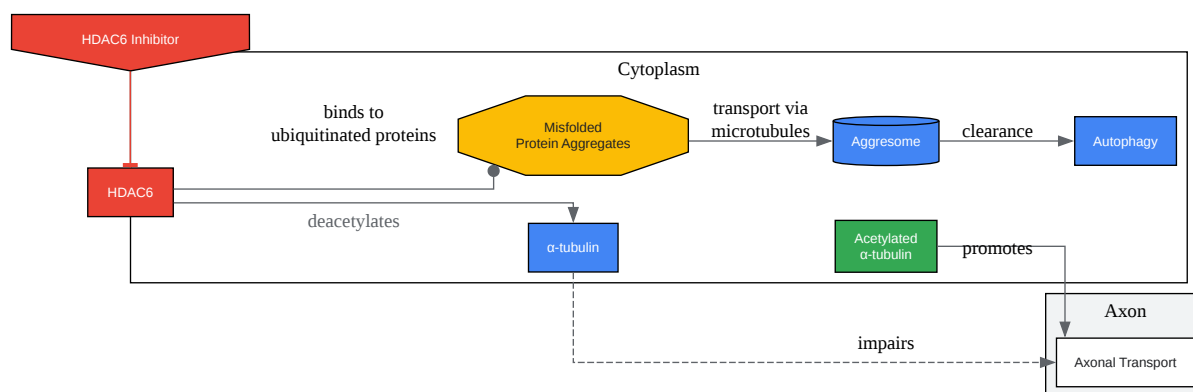 HDAC6 Inhibitor
Cytoplasm
binds to
ubiquitinated proteins
Misfolded
Protein Aggregates
transport via
microtubules
Aggresome
clearance
Autophagy
HDAC6
deacetylates
α-tubulin
Acetylated
α-tubulin
promotes
Axon
impairs
Axonal Transport